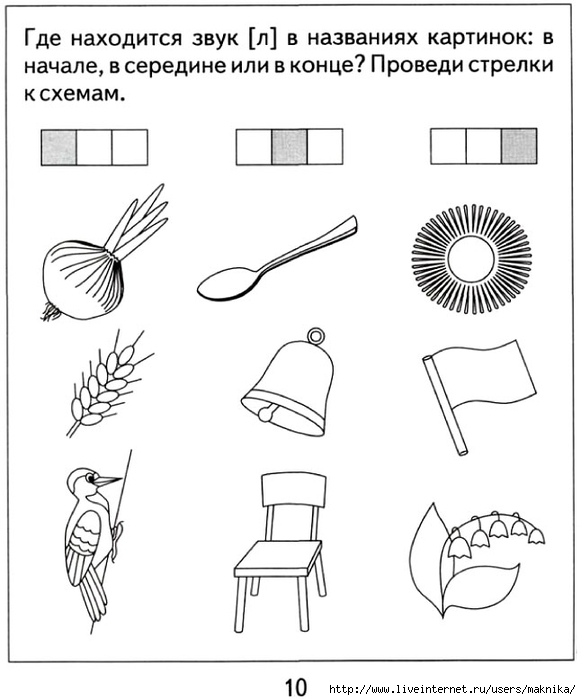 Где находится звук [л] в названиях картинок: в
начале, в середине или в конце? Проведи стрелки
к схемам.
10
http://www.liveinternet.ru/users/maknika/